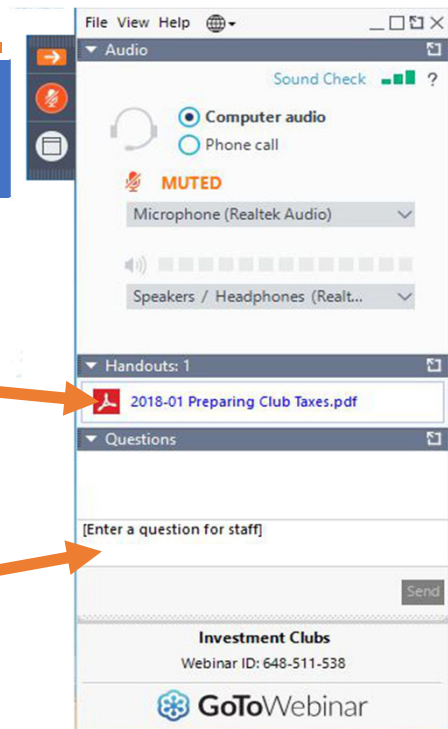 File View Help
Audio
Sound Check ?
Computer audio
Phone call
MUTED
Microphone (Realtek Audio)
Speakers / Headphones (Realt...
Handouts: 1
2018-01 Preparing Club Taxes.pdf
Questions
[Enter a question for staff]
Send
Investment Clubs
Webinar ID: 648-511-538
GoToWebinar